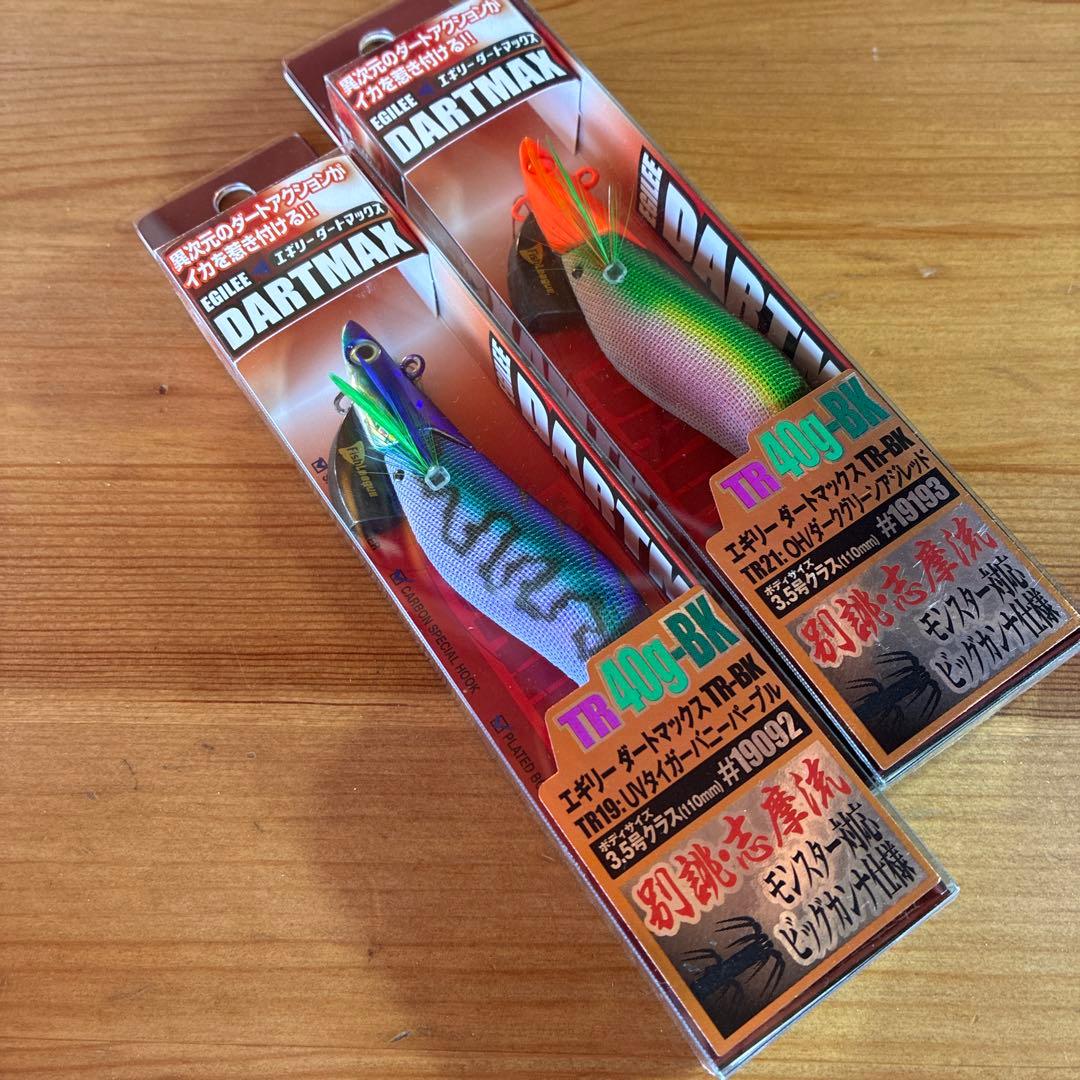 異次元のダートアクションが
イカを惹き付ける!!
EGILEE エギリー ダートマックス
DARTMAX
FishLeague
CARBON SPECIAL HOOK
PLATED
TR40g-BK
エギリー ダートマックス TR-BK
TR19: UVタイガーバニーパープル
ボディサイズ
3.5号クラス(110mm) #19092
別誂·志摩流
モンスター対応
ビッグカンナ仕様
異次元のダートアクションが
イカを惹き付ける!!
EGILEE エギリー ダートマックス
DARTMAX
EGILEE
FishLeague
TR40g-BK
エギリー ダートマックス TR-BK
TR21: OH/ダークグリーンアジレッド
ボディサイズ
3.5号クラス(110mm) #19193
別誂·志摩流
モンスター対応
ビッグカンナ仕様